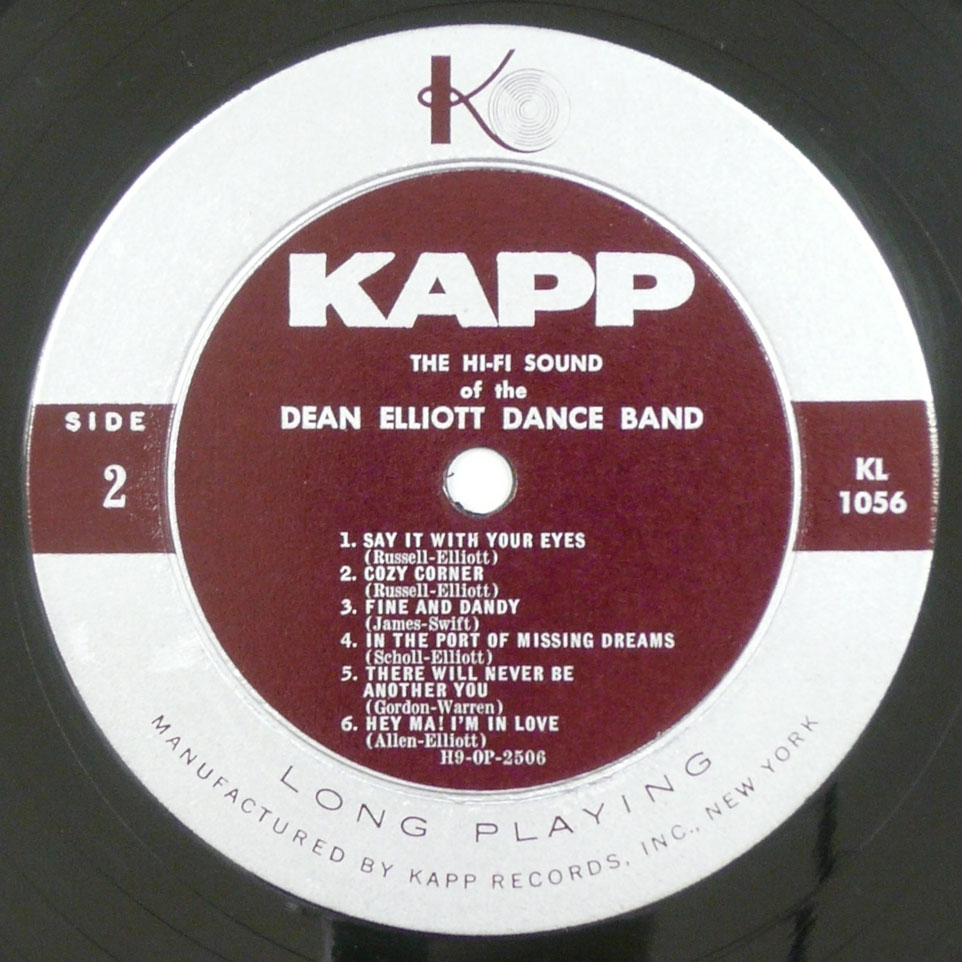 K
KAPP
THE HI-FI SOUND
of the
DEAN ELLIOTT DANCE BAND
SIDE
2
KL
1056
1. SAY IT WITH YOUR EYES
(Russell-Elliott)
2. COZY CORNER
(Russell-Elliott)
3. FINE AND DANDY
(James-Swift)
4. IN THE PORT OF MISSING DREAMS
(Scholl-Elliott)
5. THERE WILL NEVER BE
ANOTHER YOU
(Gordon-Warren)
6. HEY MA! I'M IN LOVE
(Allen-Elliott)
H9-OP-2506
LONG PLAYING
MANUFACTURED BY KAPP RECORDS, INC., NEW YORK